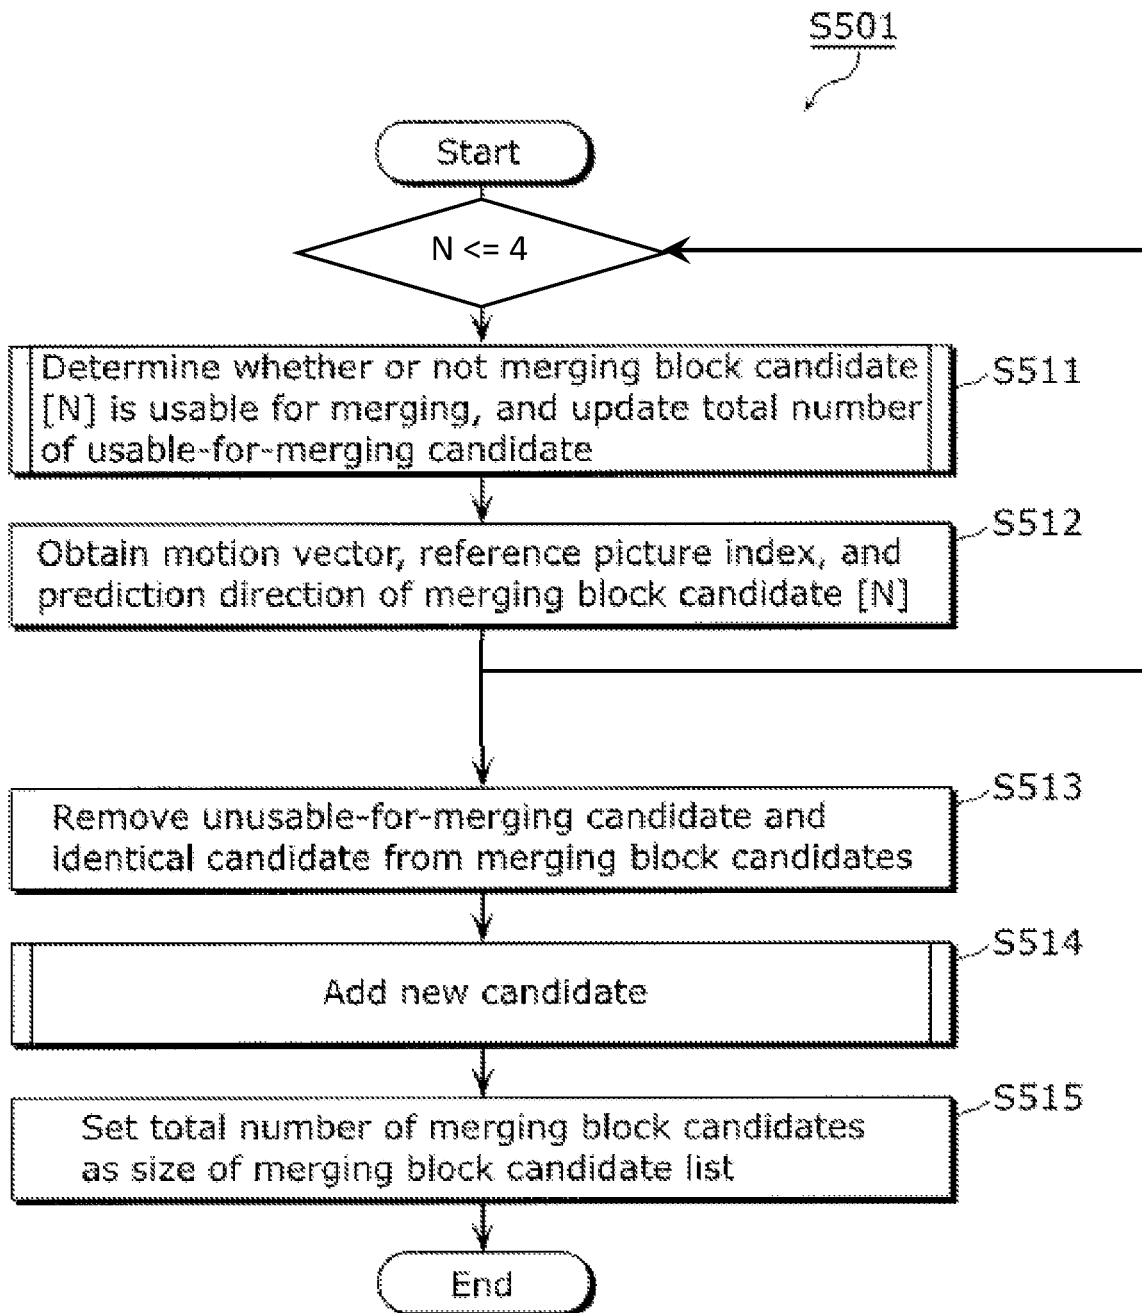 S501
Start
N <= 4
Determine whether or not merging block candidate
[N] is usable for merging, and update total number
of usable-for-merging candidate
S511
S512
Obtain motion vector, reference picture index, and
prediction direction of merging block candidate [N]
S513
Remove unusable-for-merging candidate and
identical candidate from merging block candidates
S514
Add new candidate
S515
Set total number of merging block candidates
as size of merging block candidate list
End